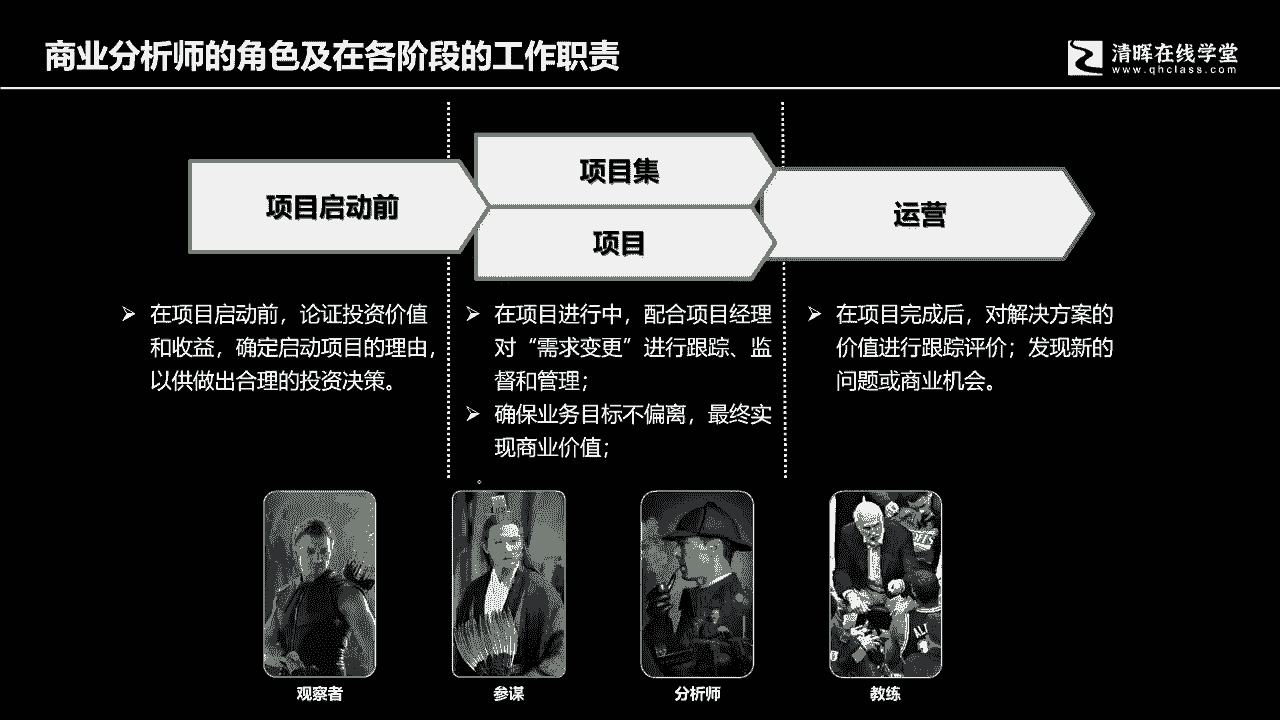 商业分析师的角色及在各阶段的工作职责
清晖在线学堂
www.qhclass.com
项目启动前
项目集
项目
运营
➢ 在项目启动前，论证投资价值
和收益，确定启动项目的理由，
以供做出合理的投资决策。
➢ 在项目进行中，配合项目经理
对“需求变更”进行跟踪、监
督和管理；
➢ 确保业务目标不偏离，最终实
现商业价值；
➢ 在项目完成后，对解决方案的
价值进行跟踪评价；发现新的
问题或商业机会。
观察者
参谋
分析师
教练